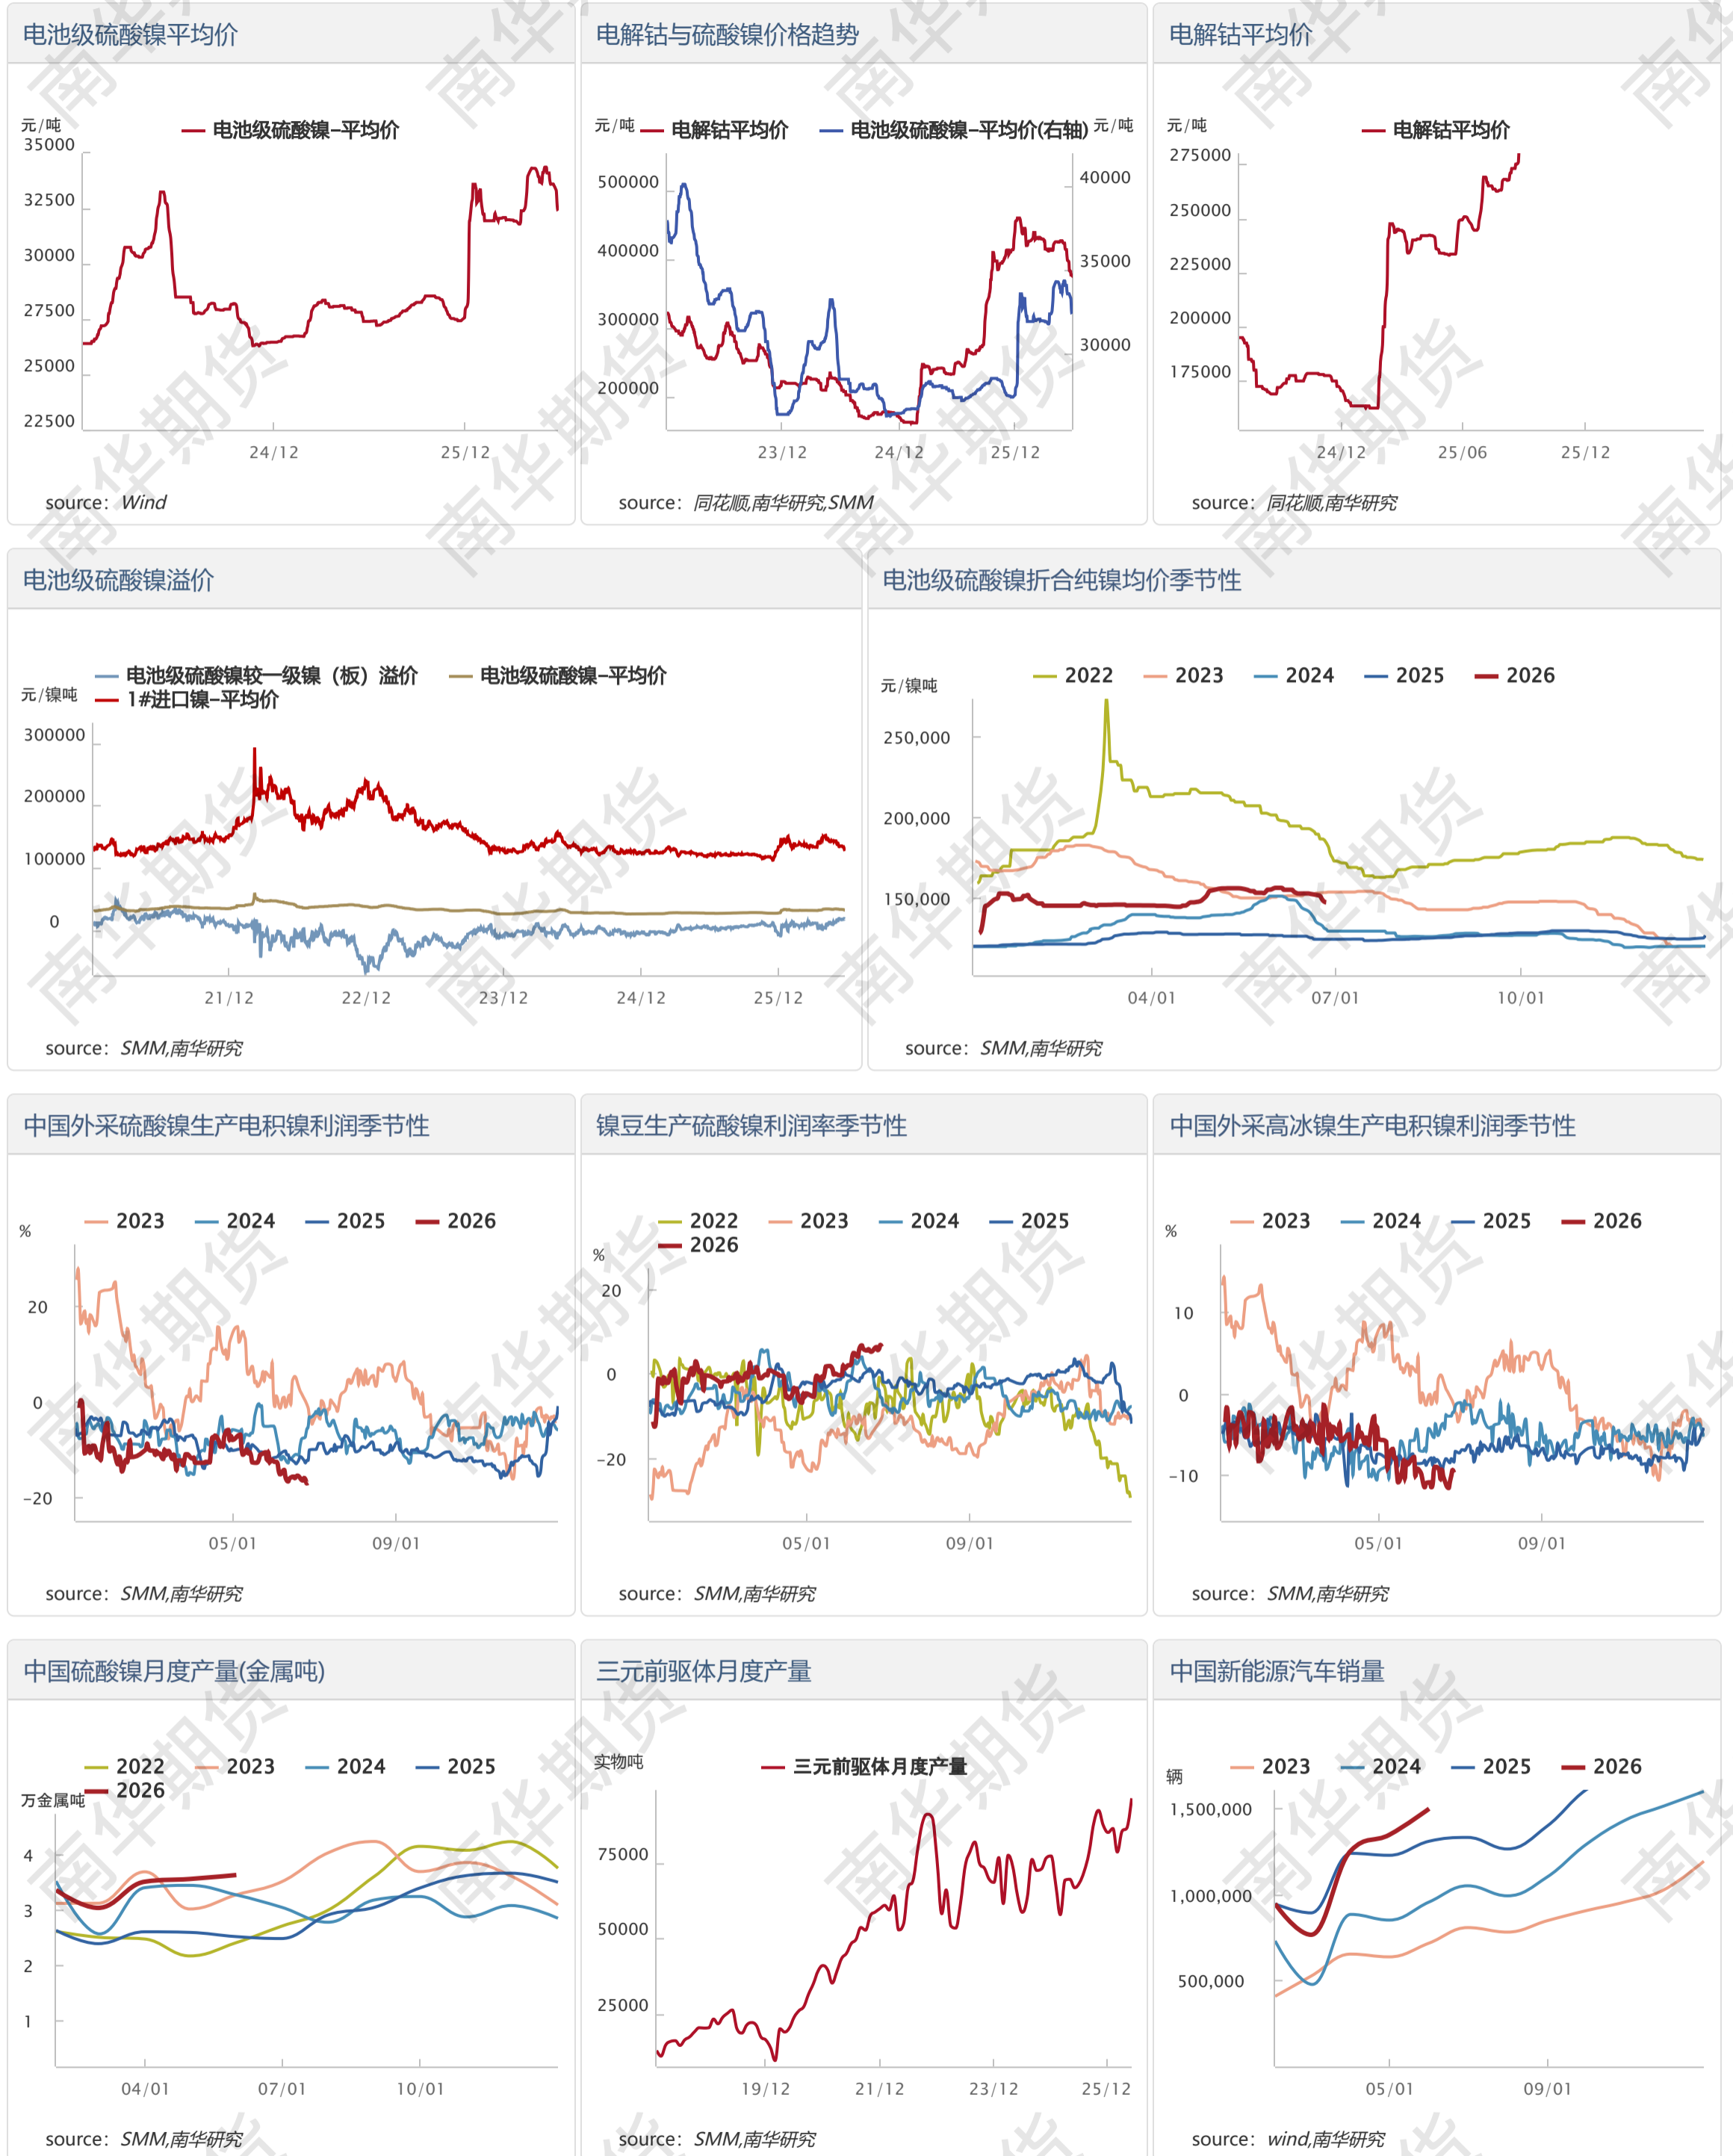 电池级硫酸镍平均价
元/吨
电池级硫酸镍-平均价
35000
32500
30000
27500
25000
22500
24/12
25/12
source: Wind
电解钴与硫酸镍价格趋势
元/吨
电解钴平均价
电池级硫酸镍-平均价(右轴)
元/吨
500000
400000
300000
200000
40000
35000
30000
23/12
24/12
25/12
source: 同花顺,南华研究,SMM
电解钴平均价
元/吨
电解钴平均价
275000
250000
225000
200000
175000
24/12
25/06
25/12
source: 同花顺,南华研究
电池级硫酸镍溢价
元/镍吨
电池级硫酸镍较一级镍（板）溢价
电池级硫酸镍-平均价
1#进口镍-平均价
300000
200000
100000
0
21/12
22/12
23/12
24/12
25/12
source: SMM,南华研究
电池级硫酸镍折合纯镍均价季节性
元/镍吨
2022
2023
2024
2025
2026
250,000
200,000
150,000
04/01
07/01
10/01
source: SMM,南华研究
中国外采硫酸镍生产电积镍利润季节性
%
2023
2024
2025
2026
20
0
-20
05/01
09/01
source: SMM,南华研究
镍豆生产硫酸镍利润率季节性
%
2022
2023
2024
2025
2026
20
0
-20
05/01
09/01
source: SMM,南华研究
中国外采高冰镍生产电积镍利润季节性
%
2023
2024
2025
2026
10
0
-10
05/01
09/01
source: SMM,南华研究
中国硫酸镍月度产量(金属吨)
万金属吨
2022
2023
2024
2025
2026
4
3
2
1
04/01
07/01
10/01
source: SMM,南华研究
三元前驱体月度产量
实物吨
三元前驱体月度产量
75000
50000
25000
19/12
21/12
23/12
25/12
source: SMM,南华研究
中国新能源汽车销量
辆
2023
2024
2025
2026
1,500,000
1,000,000
500,000
05/01
09/01
source: wind,南华研究
南华期货